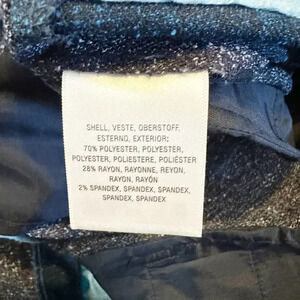 SHELL, VESTE, OBERSTOFF,
ESTERNO, EXTERIOR:
70% POLYESTER, POLYESTER,
POLYESTER, POLIESTERE, POLIÉSTER
28% RAYON, RAYONNE, REYON,
RAYON, RAYÓN
2% SPANDEX, SPANDEX, SPANDEX,
SPANDEX, SPANDEX